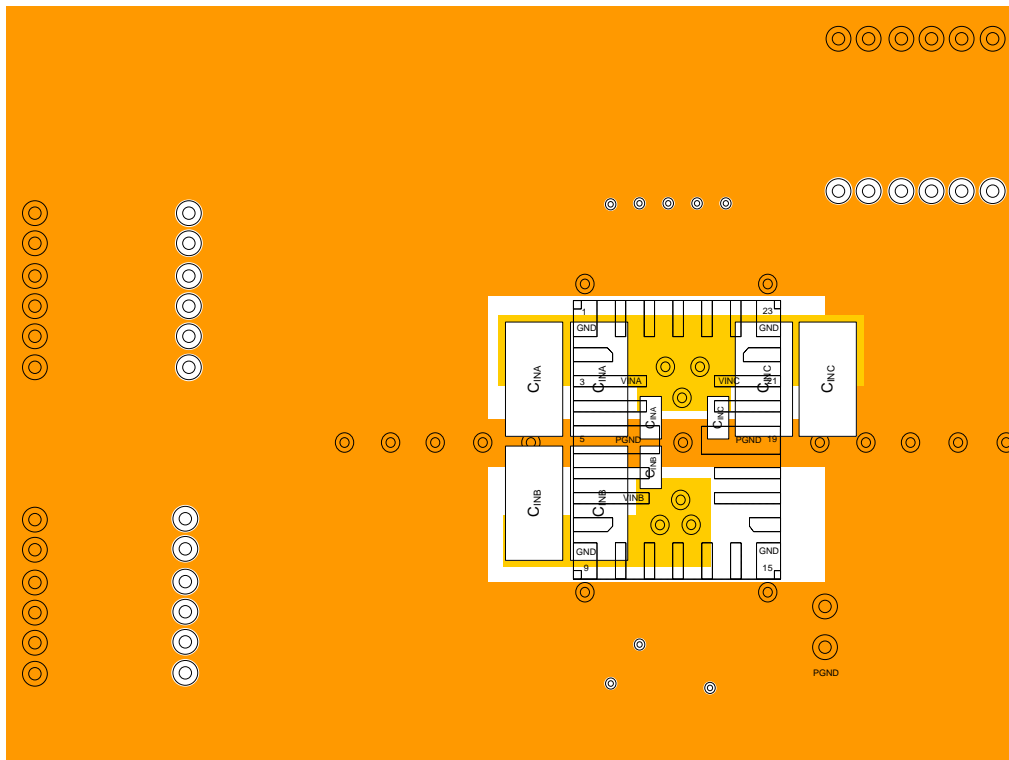 1
23
GND
GND
CINA
CINA
CINC
CINC
3
VINA
VINC
21
CINA
CINC
5
PGND
PGND
19
CINB
CINB
CINB
VINB
GND
GND
9
15
PGND